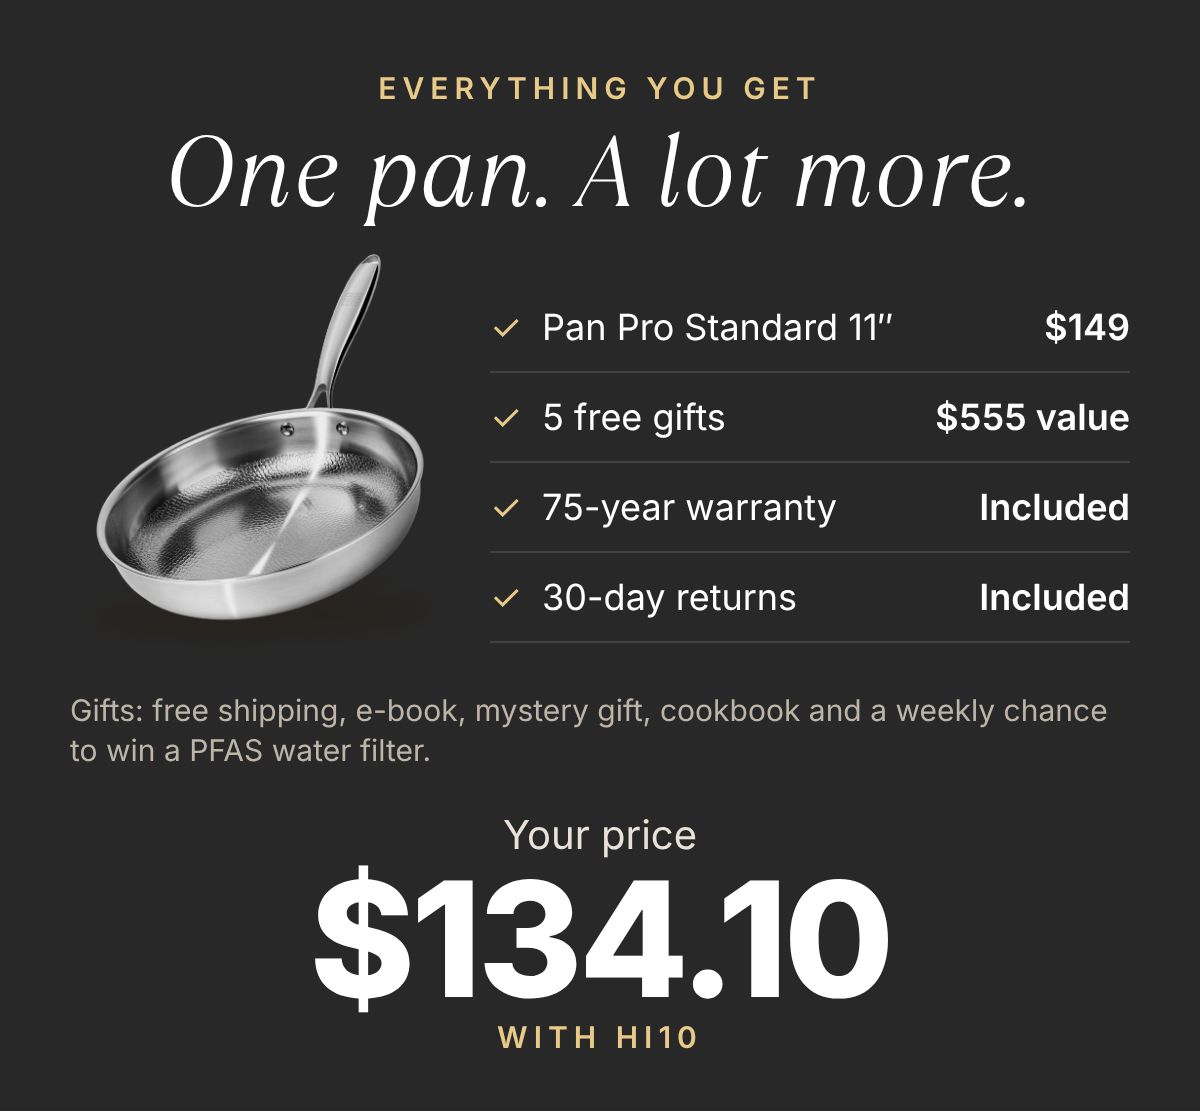 EVERYTHING YOU GET
One pan. A lot more.
Pan Pro Standard 11″ $149
5 free gifts $555 value
75-year warranty Included
30-day returns Included
Gifts: free shipping, e-book, mystery gift, cookbook and a weekly chance
to win a PFAS water filter.
Your price
$134.10
WITH HI10